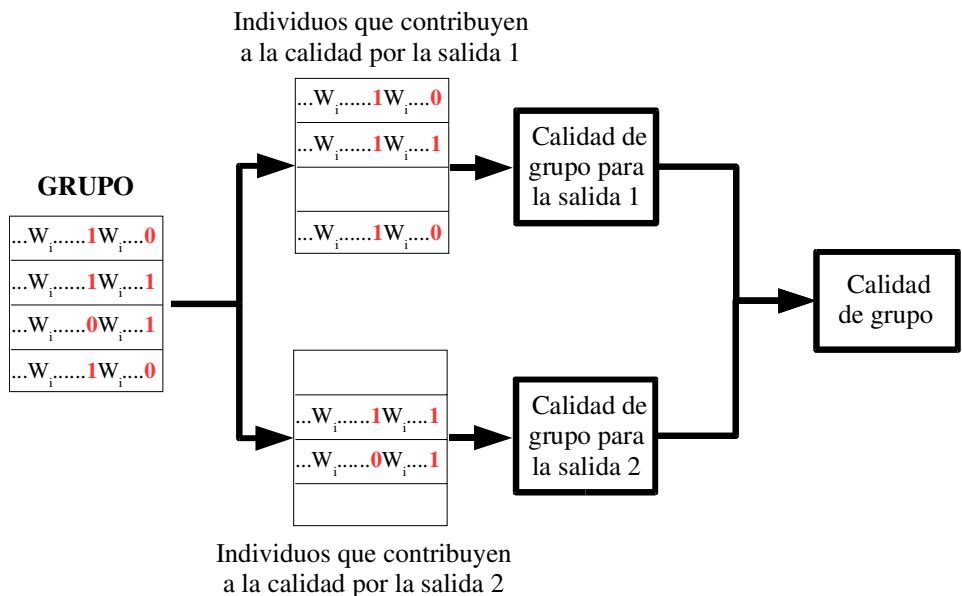 Individuos que contribuyen
a la calidad por la salida 1
...Wi......1Wi....0
...Wi......1Wi....1
...Wi......1Wi....0
Calidad de
grupo para
la salida 1
GRUPO
...Wi......1Wi....0
...Wi......1Wi....1
...Wi......0Wi....1
...Wi......1Wi....0
Calidad
de grupo
...Wi......1Wi....1
...Wi......0Wi....1
Calidad de
grupo para
la salida 2
Individuos que contribuyen
a la calidad por la salida 2